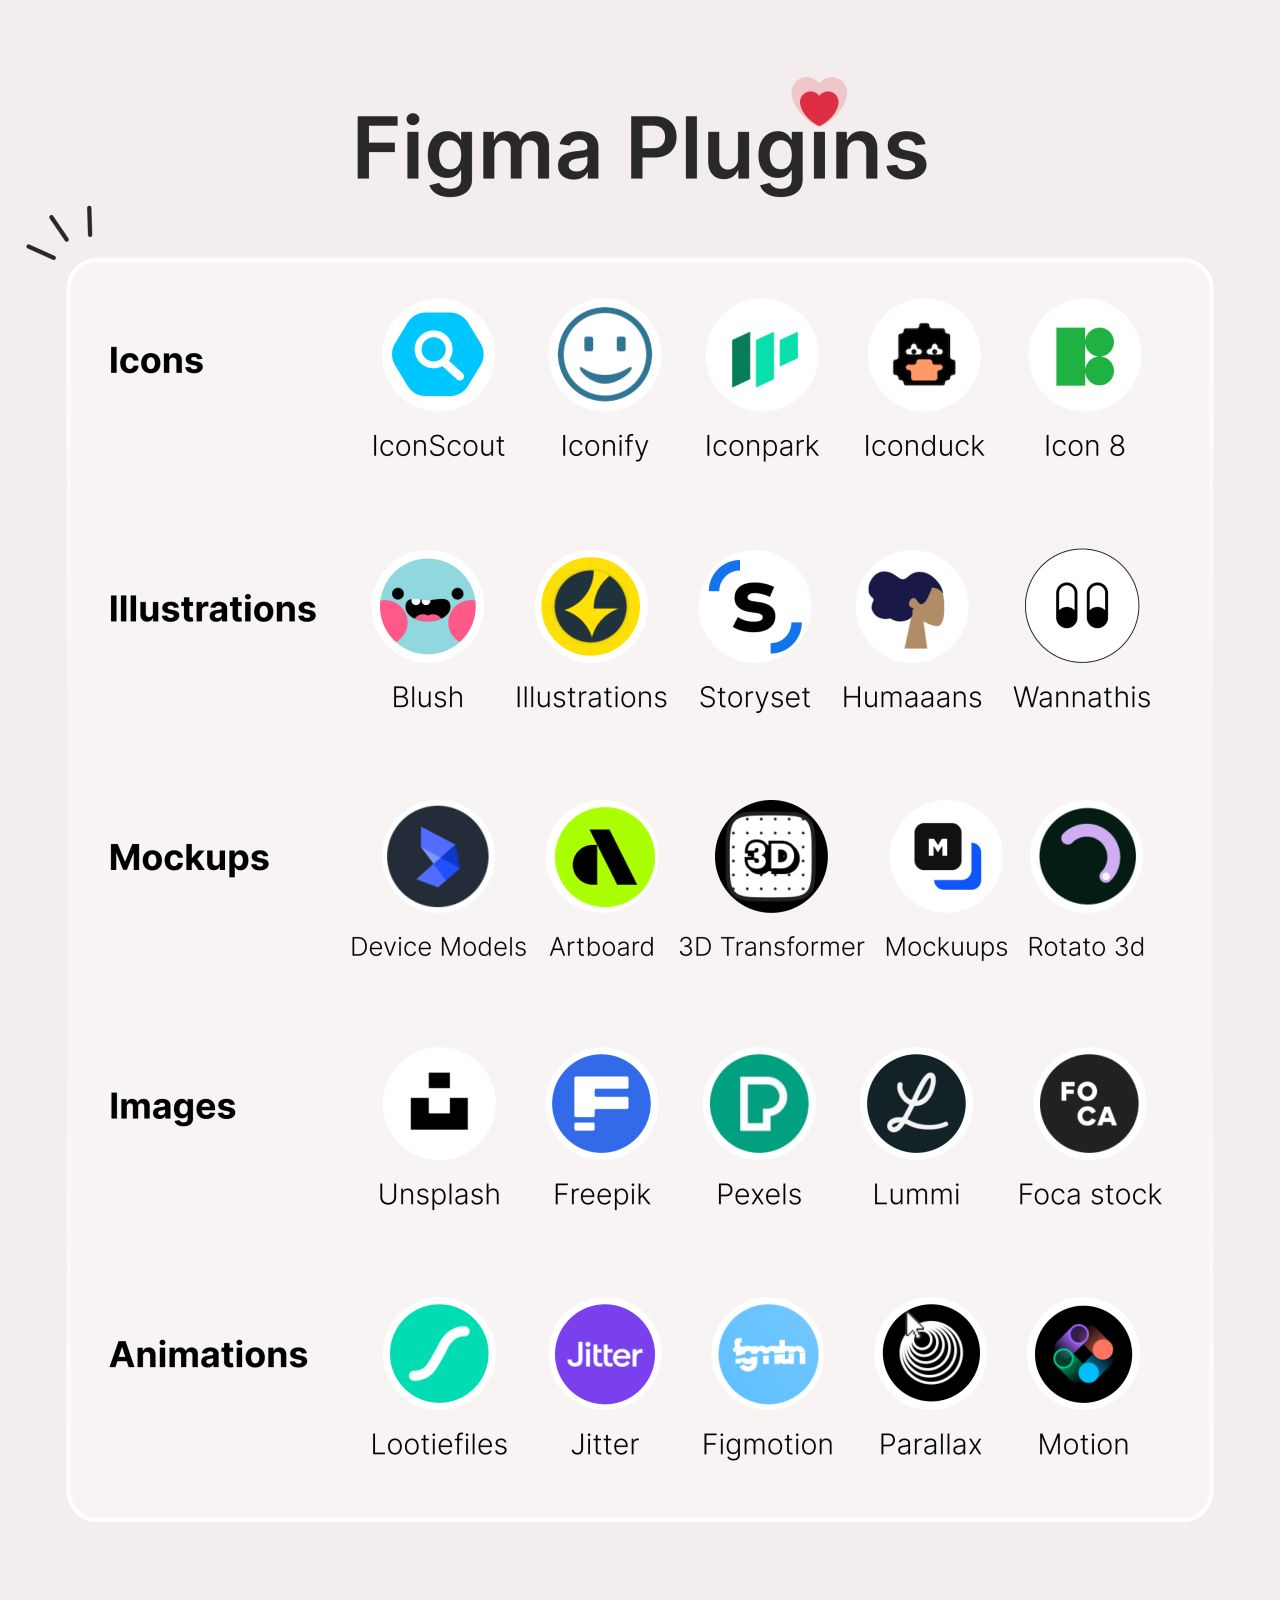 Figma Plugins
Icons
IconScout
Iconify
Iconpark
Iconduck
Icon 8
Illustrations
S
Blush
Illustrations
Storyset
Humaaans
Wannathis
Mockups
3D
M
Device Models
Artboard
3D Transformer
Mockuups
Rotato 3d
Images
FO
CA
Unsplash
Freepik
Pexels
Lummi
Foca stock
Animations
Jitter
fgmtn
Lootiefiles
Jitter
Figmotion
Parallax
Motion